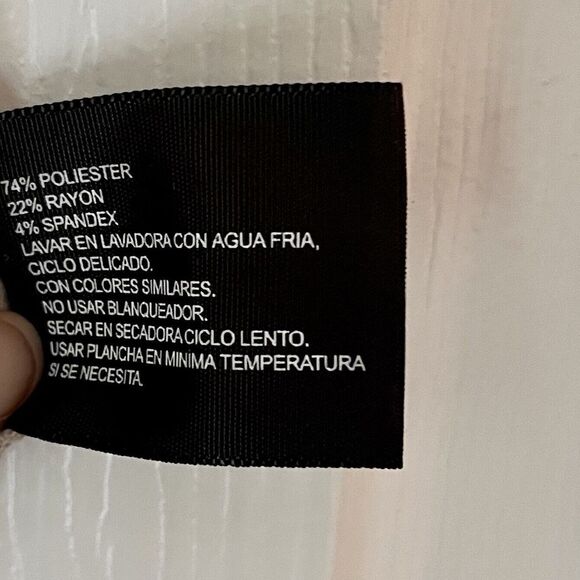 74% POLIESTER
22% RAYON
4% SPANDEX
LAVAR EN LAVADORA CON AGUA FRIA,
CICLO DELICADO.
CON COLORES SIMILARES.
NO USAR BLANQUEADOR.
SECAR EN SECADORA CICLO LENTO.
USAR PLANCHA EN MINIMA TEMPERATURA
SI SE NECESITA.